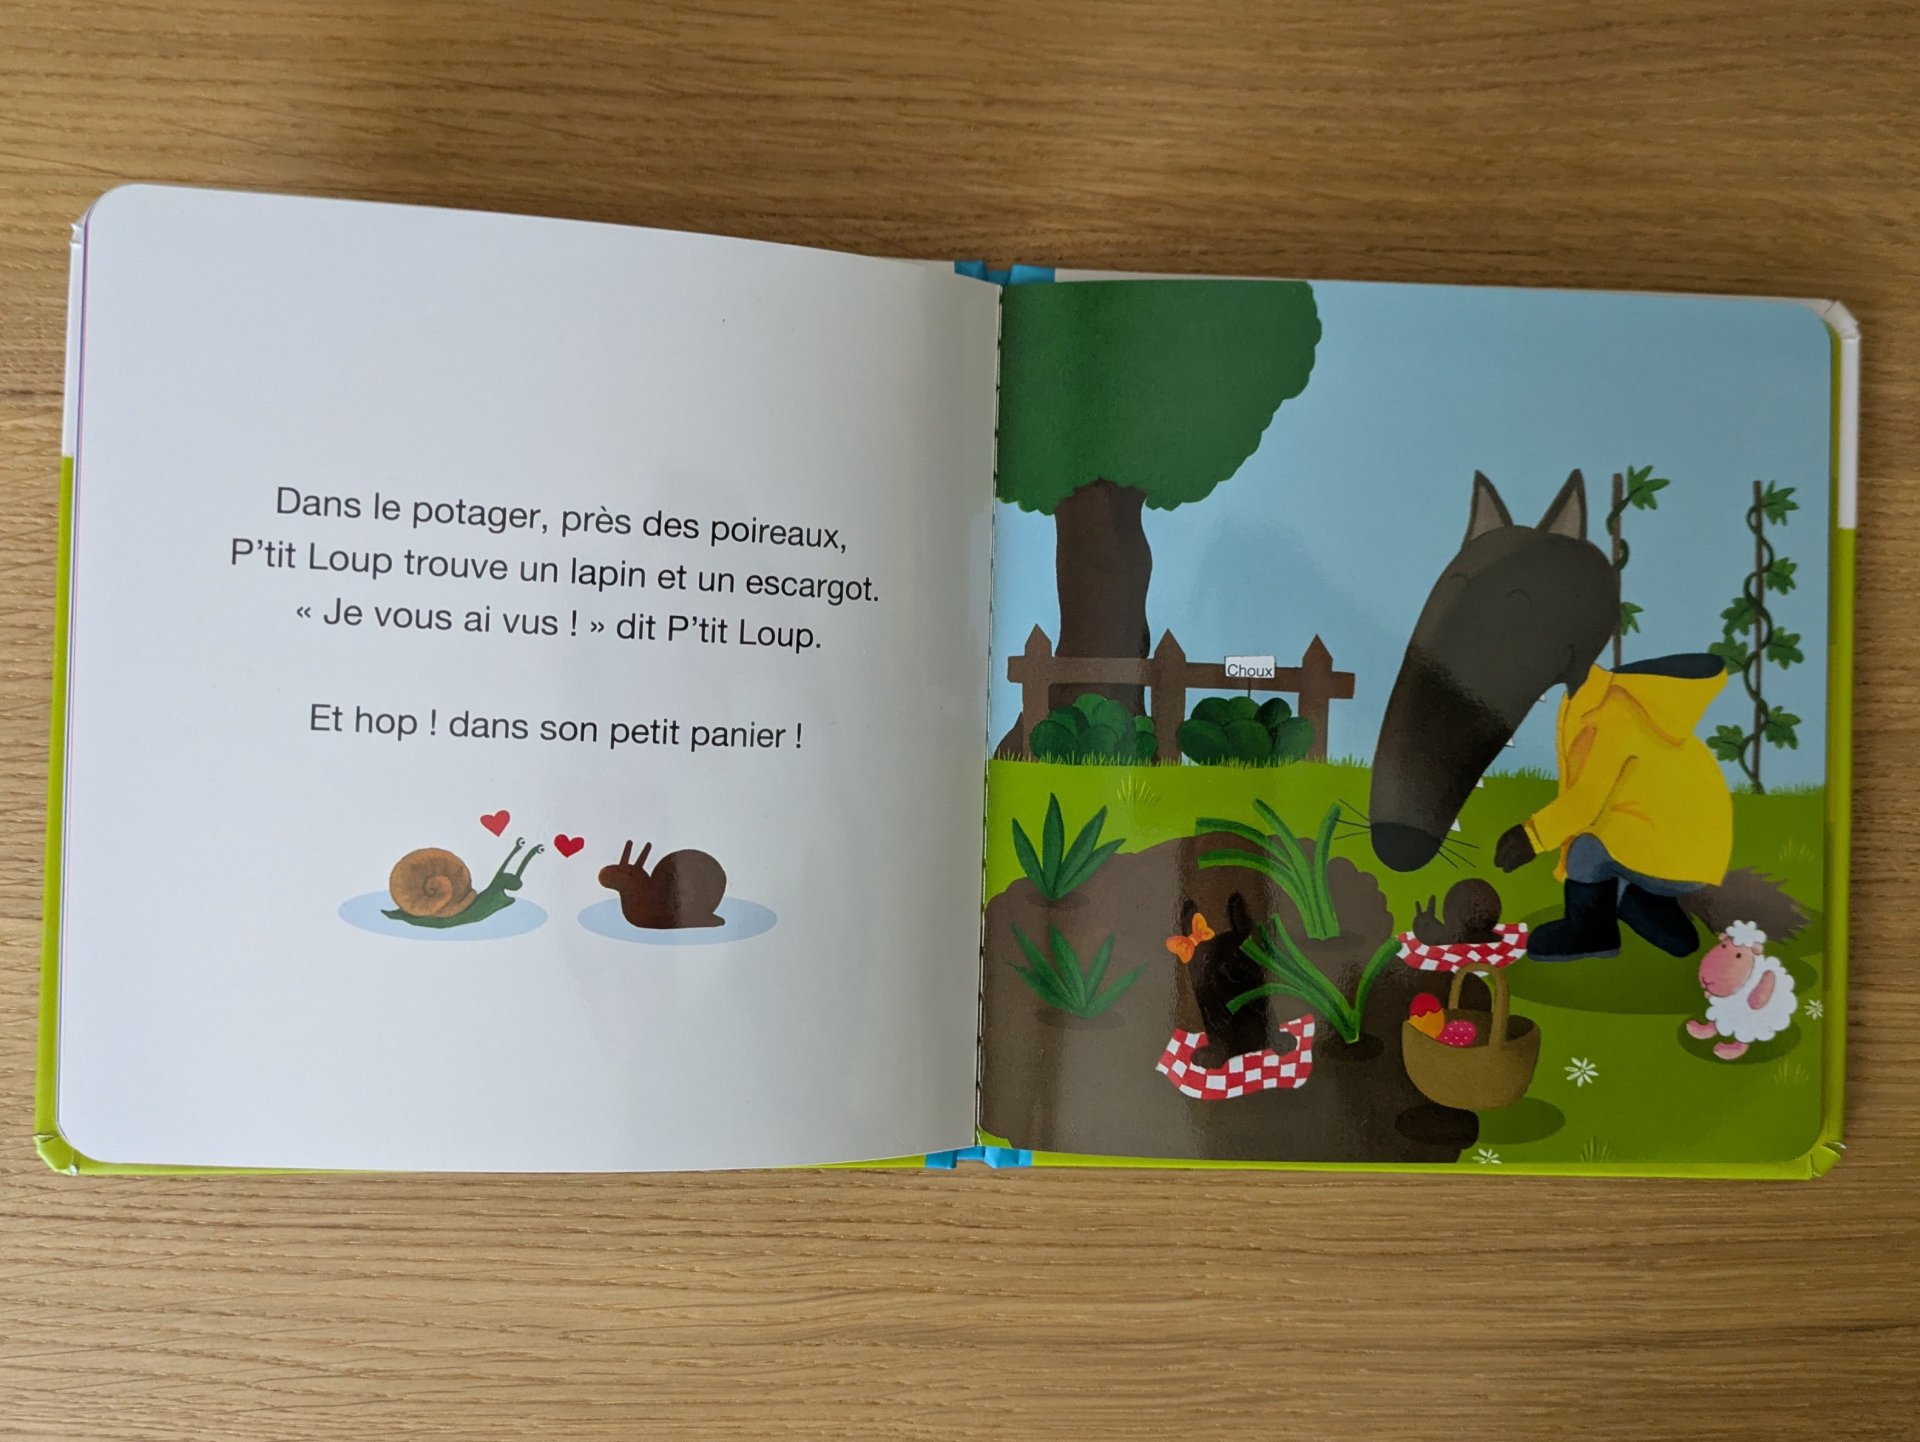 Dans le potager, près des poireaux,
P'tit Loup trouve un lapin et un escargot.
« Je vous ai vus ! » dit P'tit Loup.
Et hop ! dans son petit panier !
Choux